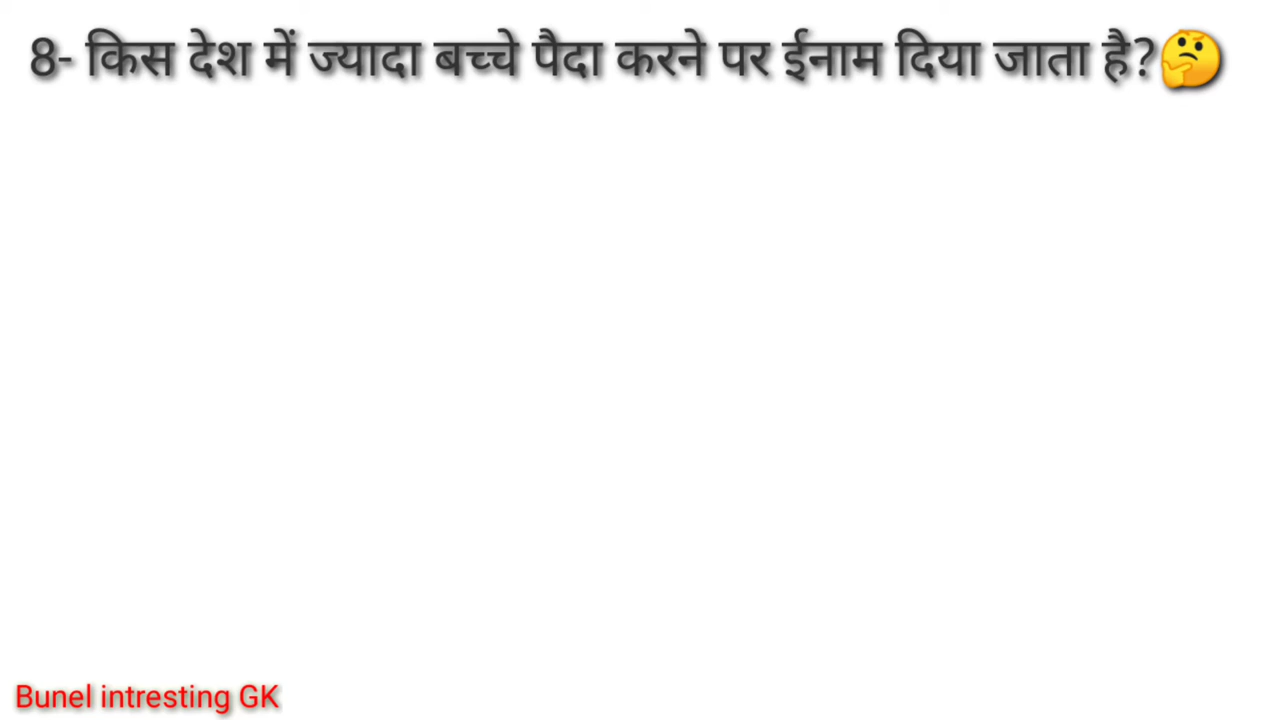 8- किस देश में ज्यादा बच्चे पैदा करने पर ईनाम दिया जाता है?🤔
Bunel intresting GK